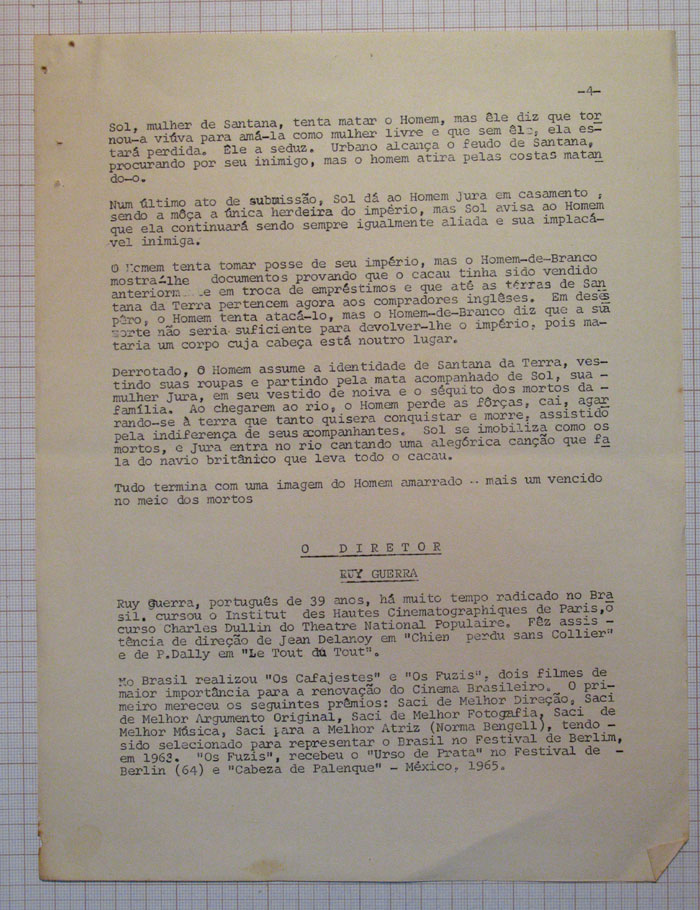 -4-
Sol, mulher de Santana, tenta matar o Homem, mas êle diz que tor
nou-a viúva para amá-la como mulher livre e que sem êle, ela es-
tará perdida. Êle a seduz. Urbano alcança o feudo de Santana,
procurando por seu inimigo, mas o homem atira pelas costas matan
do-o.
Num último ato de submissão, Sol dá ao Homem Jura em casamento ,
sendo a môça a única herdeira do império, mas Sol avisa ao Homem
que ela continuará sendo sempre igualmente aliada e sua implacá-
vel inimiga.
O Homem tenta tomar posse de seu império, mas o Homem-de-Branco
mostra-lhe documentos provando que o cacau tinha sido vendido
e em troca de empréstimos e que até as térras de San
tana da Terra pertencem agora aos compradores inglêses. Em deses
pêro, o Homem tenta atacá-lo, mas o Homem-de-Branco diz que a sua
morte não seria suficiente para devolver-lhe o império, pois ma-
taria um corpo cuja cabeça está noutro lugar.
Derrotado, O Homem assume a identidade de Santana da Terra, ves-
tindo suas roupas e partindo pela mata acompanhado de Sol, sua -
mulher Jura, em seu vestido de noiva e o séquito dos mortos da -
família. Ao chegarem ao rio, o Homem perde as fôrças, cai, agar
rando-se à terra que tanto quisera conquistar e morre, assistido
pela indiferença de seus acompanhantes. Sol se imobiliza como os
mortos, e Jura entra no rio cantando uma alegórica canção que fa
la do navio britânico que leva todo o cacau.
Tudo termina com uma imagem do Homem amarrado -- mais um vencido
no meio dos mortos
O DIRETOR
RUY GUERRA
Ruy Guerra, português de 39 anos, há muito tempo radicado no Bra
sil. cursou o Institut des Hautes Cinematographiques de Paris,o
curso Charles Dullin do Theatre National Populaire. Fêz assis -
tência de direção de Jean Delanoy em "Chien perdu sans Collier"
e de P.Dally em "Le Tout du Tout".
No Brasil realizou "Os Cafajestes" e "Os Fuzis", dois filmes de
maior importância para a renovação do Cinema Brasileiro. O pri-
meiro mereceu os seguintes prêmios: Saci de Melhor Direção, Saci
de Melhor Argumento Original, Saci de Melhor Fotografia, Saci de
Melhor Música, Saci para a Melhor Atriz (Norma Bengell), tendo -
sido selecionado para representar o Brasil no Festival de Berlim,
em 1963. "Os Fuzis", recebeu o "Urso de Prata" no Festival de -
Berlin (64) e "Cabeza de Palenque" - México, 1965.